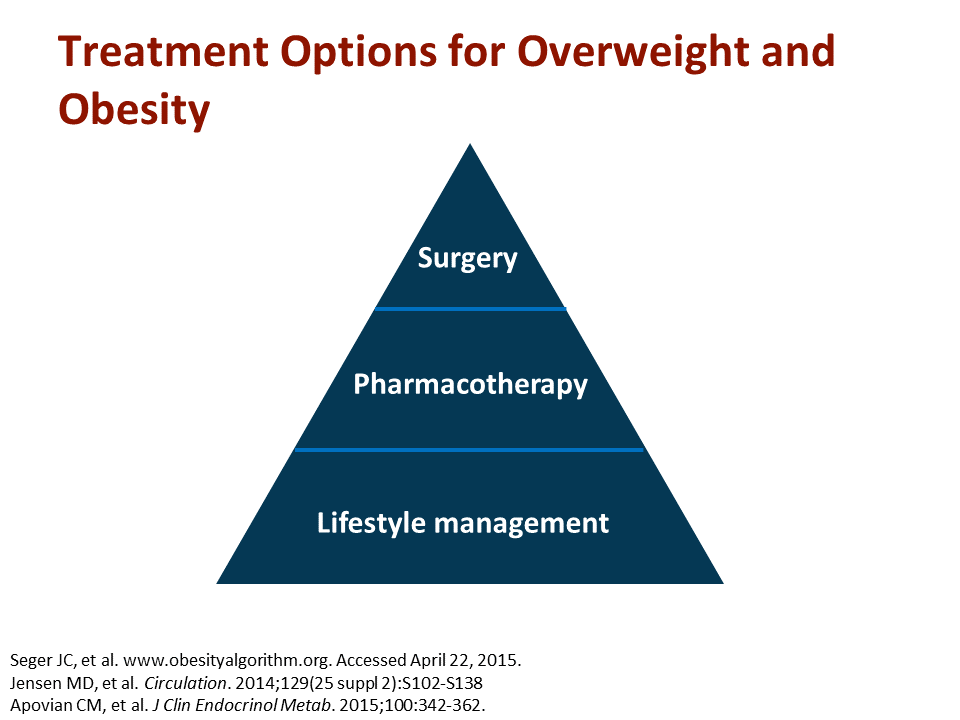 Treatment Options for Overweight and
Obesity
Surgery
Pharmacotherapy
Lifestyle management
Seger JC, et al. www.obesityalgorithm.org. Accessed April 22, 2015.
Jensen MD, et al. Circulation. 2014;129(25 suppl 2):S102-S138
Apovian CM, et al. J Clin Endocrinol Metab. 2015;100:342-362.